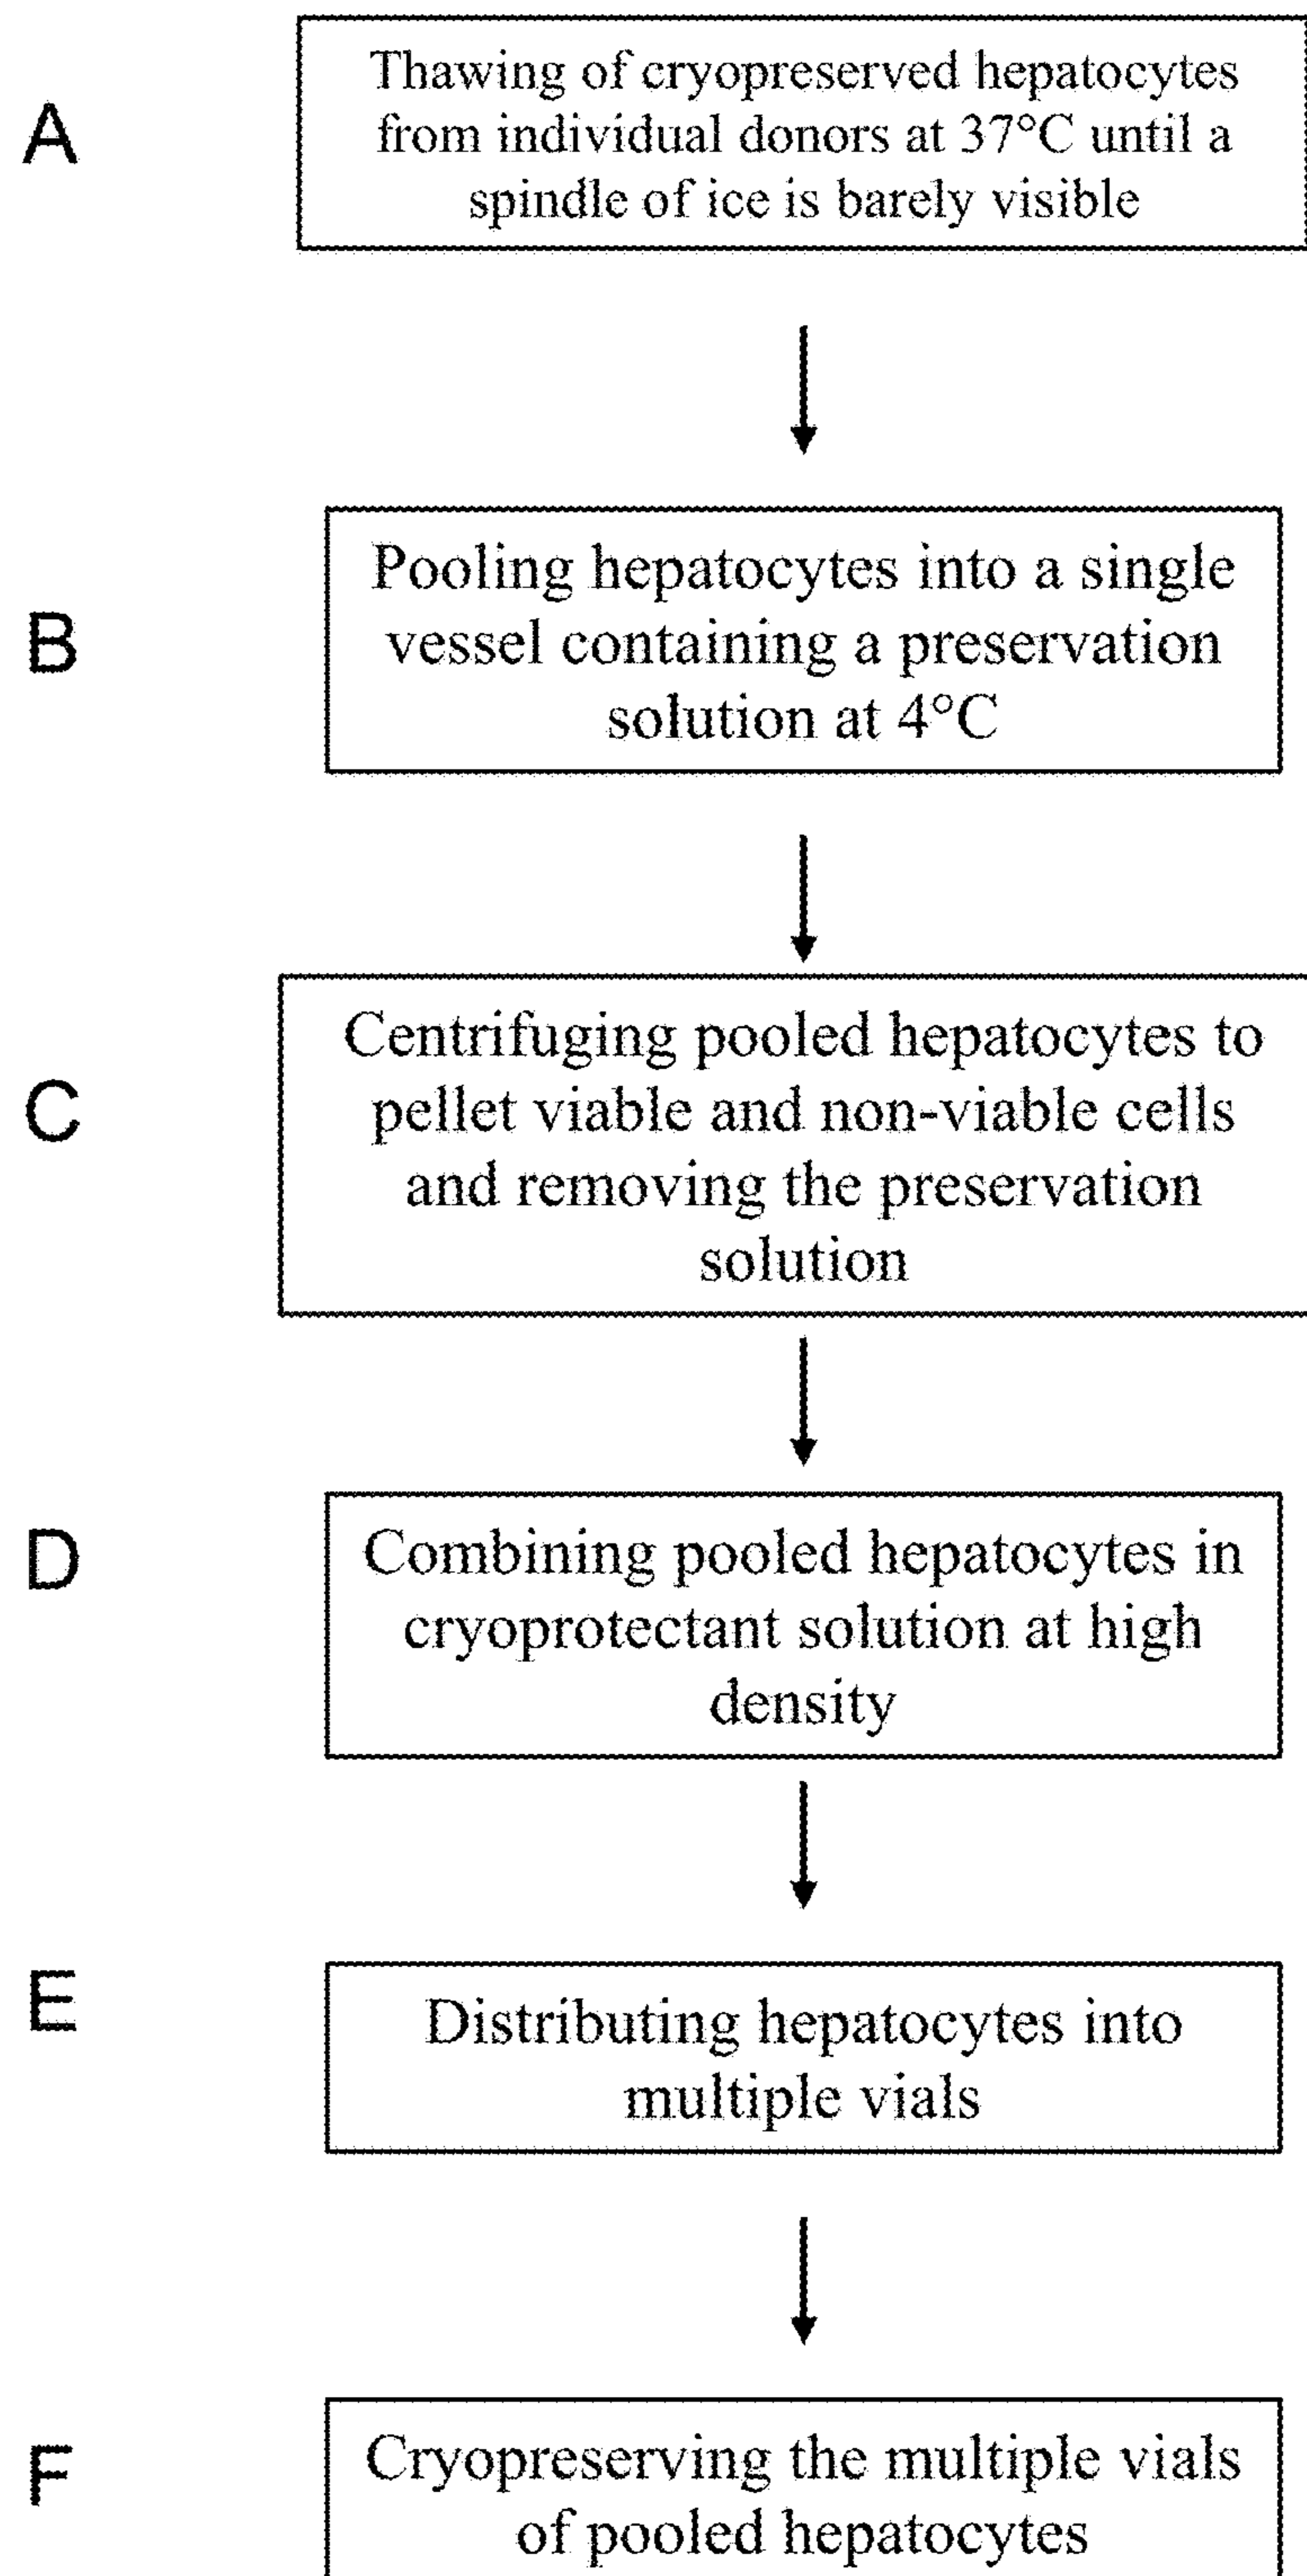 A
Thawing of cryopreserved hepatocytes
from individual donors at 37°C until a
spindle of ice is barely visible
B
Pooling hepatocytes into a single
vessel containing a preservation
solution at 4°C
C
Centrifuging pooled hepatocytes to
pellet viable and non-viable cells
and removing the preservation
solution
D
Combining pooled hepatocytes in
cryoprotectant solution at high
density
E
Distributing hepatocytes into
multiple vials
F
Cryopreserving the multiple vials
of pooled hepatocytes